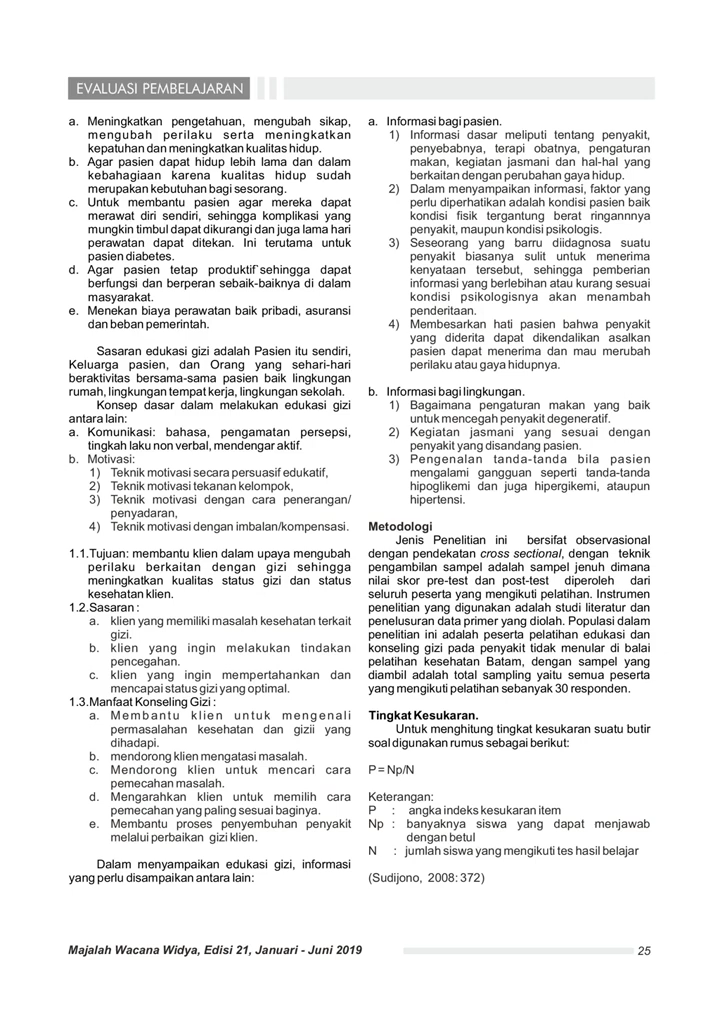 EVALUASI PEMBELAJARAN
a. Meningkatkan pengetahuan, mengubah sikap,
mengubah perilaku serta meningkatkan
kepatuhan dan meningkatkan kualitas hidup.
b. Agar pasien dapat hidup lebih lama dan dalam
kebahagiaan karena kualitas hidup sudah
merupakan kebutuhan bagi sesorang.
c. Untuk membantu pasien agar mereka dapat
merawat diri sendiri, sehingga komplikasi yang
mungkin timbul dapat dikurangi dan juga lama hari
perawatan dapat ditekan. Ini terutama untuk
pasien diabetes.
d. Agar pasien tetap produktif`sehingga dapat
berfungsi dan berperan sebaik-baiknya di dalam
masyarakat.
e. Menekan biaya perawatan baik pribadi, asuransi
dan beban pemerintah.
Sasaran edukasi gizi adalah Pasien itu sendiri,
Keluarga pasien, dan Orang yang sehari-hari
beraktivitas bersama-sama pasien baik lingkungan
rumah, lingkungan tempat kerja, lingkungan sekolah.
Konsep dasar dalam melakukan edukasi gizi
antara lain:
a. Komunikasi: bahasa, pengamatan persepsi,
tingkah laku non verbal, mendengar aktif.
b. Motivasi:
1) Teknik motivasi secara persuasif edukatif,
2) Teknik motivasi tekanan kelompok,
3) Teknik motivasi dengan cara penerangan/
penyadaran,
4) Teknik motivasi dengan imbalan/kompensasi.
1.1.Tujuan: membantu klien dalam upaya mengubah
perilaku berkaitan dengan gizi sehingga
meningkatkan kualitas status gizi dan status
kesehatan klien.
1.2.Sasaran :
a. klien yang memiliki masalah kesehatan terkait
gizi.
b. klien yang ingin melakukan tindakan
pencegahan.
c. klien yang ingin mempertahankan dan
mencapai status gizi yang optimal.
1.3.Manfaat Konseling Gizi :
a. Membantu klien untuk mengenali
permasalahan kesehatan dan gizii yang
dihadapi.
b. mendorong klien mengatasi masalah.
c. Mendorong klien untuk mencari cara
pemecahan masalah.
d. Mengarahkan klien untuk memilih cara
pemecahan yang paling sesuai baginya.
e. Membantu proses penyembuhan penyakit
melalui perbaikan gizi klien.
Dalam menyampaikan edukasi gizi, informasi
yang perlu disampaikan antara lain:
a. Informasi bagi pasien.
1) Informasi dasar meliputi tentang penyakit,
penyebabnya, terapi obatnya, pengaturan
makan, kegiatan jasmani dan hal-hal yang
berkaitan dengan perubahan gaya hidup.
2) Dalam menyampaikan informasi, faktor yang
perlu diperhatikan adalah kondisi pasien baik
kondisi fisik tergantung berat ringannnya
penyakit, maupun kondisi psikologis.
3) Seseorang yang barru diidagnosa suatu
penyakit biasanya sulit untuk menerima
kenyataan tersebut, sehingga pemberian
informasi yang berlebihan atau kurang sesuai
kondisi psikologisnya akan menambah
penderitaan.
4) Membesarkan hati pasien bahwa penyakit
yang diderita dapat dikendalikan asalkan
pasien dapat menerima dan mau merubah
perilaku atau gaya hidupnya.
b. Informasi bagi lingkungan.
1) Bagaimana pengaturan makan yang baik
untuk mencegah penyakit degeneratif.
2) Kegiatan jasmani yang sesuai dengan
penyakit yang disandang pasien.
3) Pengenalan tanda-tanda bila pasien
mengalami gangguan seperti tanda-tanda
hipoglikemi dan juga hipergikemi, ataupun
hipertensi.
Metodologi
Jenis Penelitian ini bersifat observasional
dengan pendekatan cross sectional, dengan teknik
pengambilan sampel adalah sampel jenuh dimana
nilai skor pre-test dan post-test diperoleh dari
seluruh peserta yang mengikuti pelatihan. Instrumen
penelitian yang digunakan adalah studi literatur dan
penelusuran data primer yang diolah. Populasi dalam
penelitian ini adalah peserta pelatihan edukasi dan
konseling gizi pada penyakit tidak menular di balai
pelatihan kesehatan Batam, dengan sampel yang
diambil adalah total sampling yaitu semua peserta
yang mengikuti pelatihan sebanyak 30 responden.
Tingkat Kesukaran.
Untuk menghitung tingkat kesukaran suatu butir
soal digunakan rumus sebagai berikut:
P = Np/N
Keterangan:
P : angka indeks kesukaran item
Np : banyaknya siswa yang dapat menjawab
dengan betul
N : jumlah siswa yang mengikuti tes hasil belajar
(Sudijono, 2008: 372)
Majalah Wacana Widya, Edisi 21, Januari - Juni 2019
25